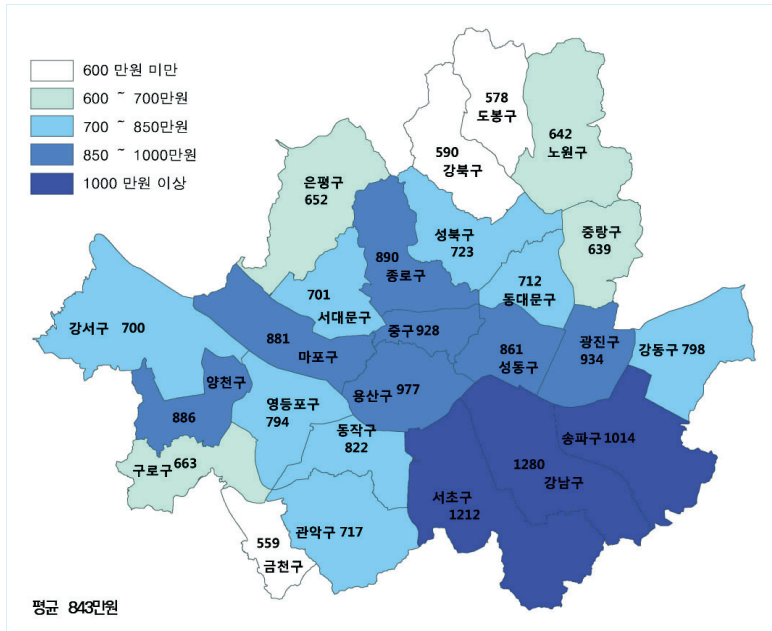 600 만원 미만
600 ~ 700만원
700 ~ 850만원
850 ~ 1000만원
1000 만원 이상
578
도봉구
642
노원구
590
강북구
은평구
652
중랑구
639
성북구
723
890
종로구
712
동대문구
701
서대문구
강서구 700
881
마포구
중구 928
861
성동구
광진구
934
강동구 798
양천구
886
영등포구
794
용산구 977
동작구
822
송파구 1014
구로구 663
1280
강남구
서초구
1212
관악구 717
559
금천구
평균 843만원